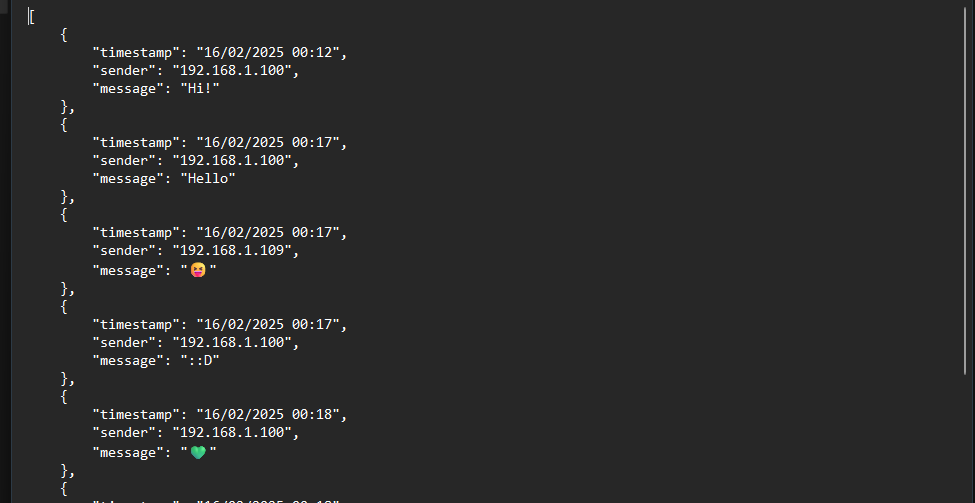 [
    {
        "timestamp": "16/02/2025 00:12",
        "sender": "192.168.1.100",
        "message": "Hi!"
    },
    {
        "timestamp": "16/02/2025 00:17",
        "sender": "192.168.1.100",
        "message": "Hello"
    },
    {
        "timestamp": "16/02/2025 00:17",
        "sender": "192.168.1.109",
        "message": "😝"
    },
    {
        "timestamp": "16/02/2025 00:17",
        "sender": "192.168.1.100",
        "message": "::D"
    },
    {
        "timestamp": "16/02/2025 00:18",
        "sender": "192.168.1.100",
        "message": "💚"
    },
    {